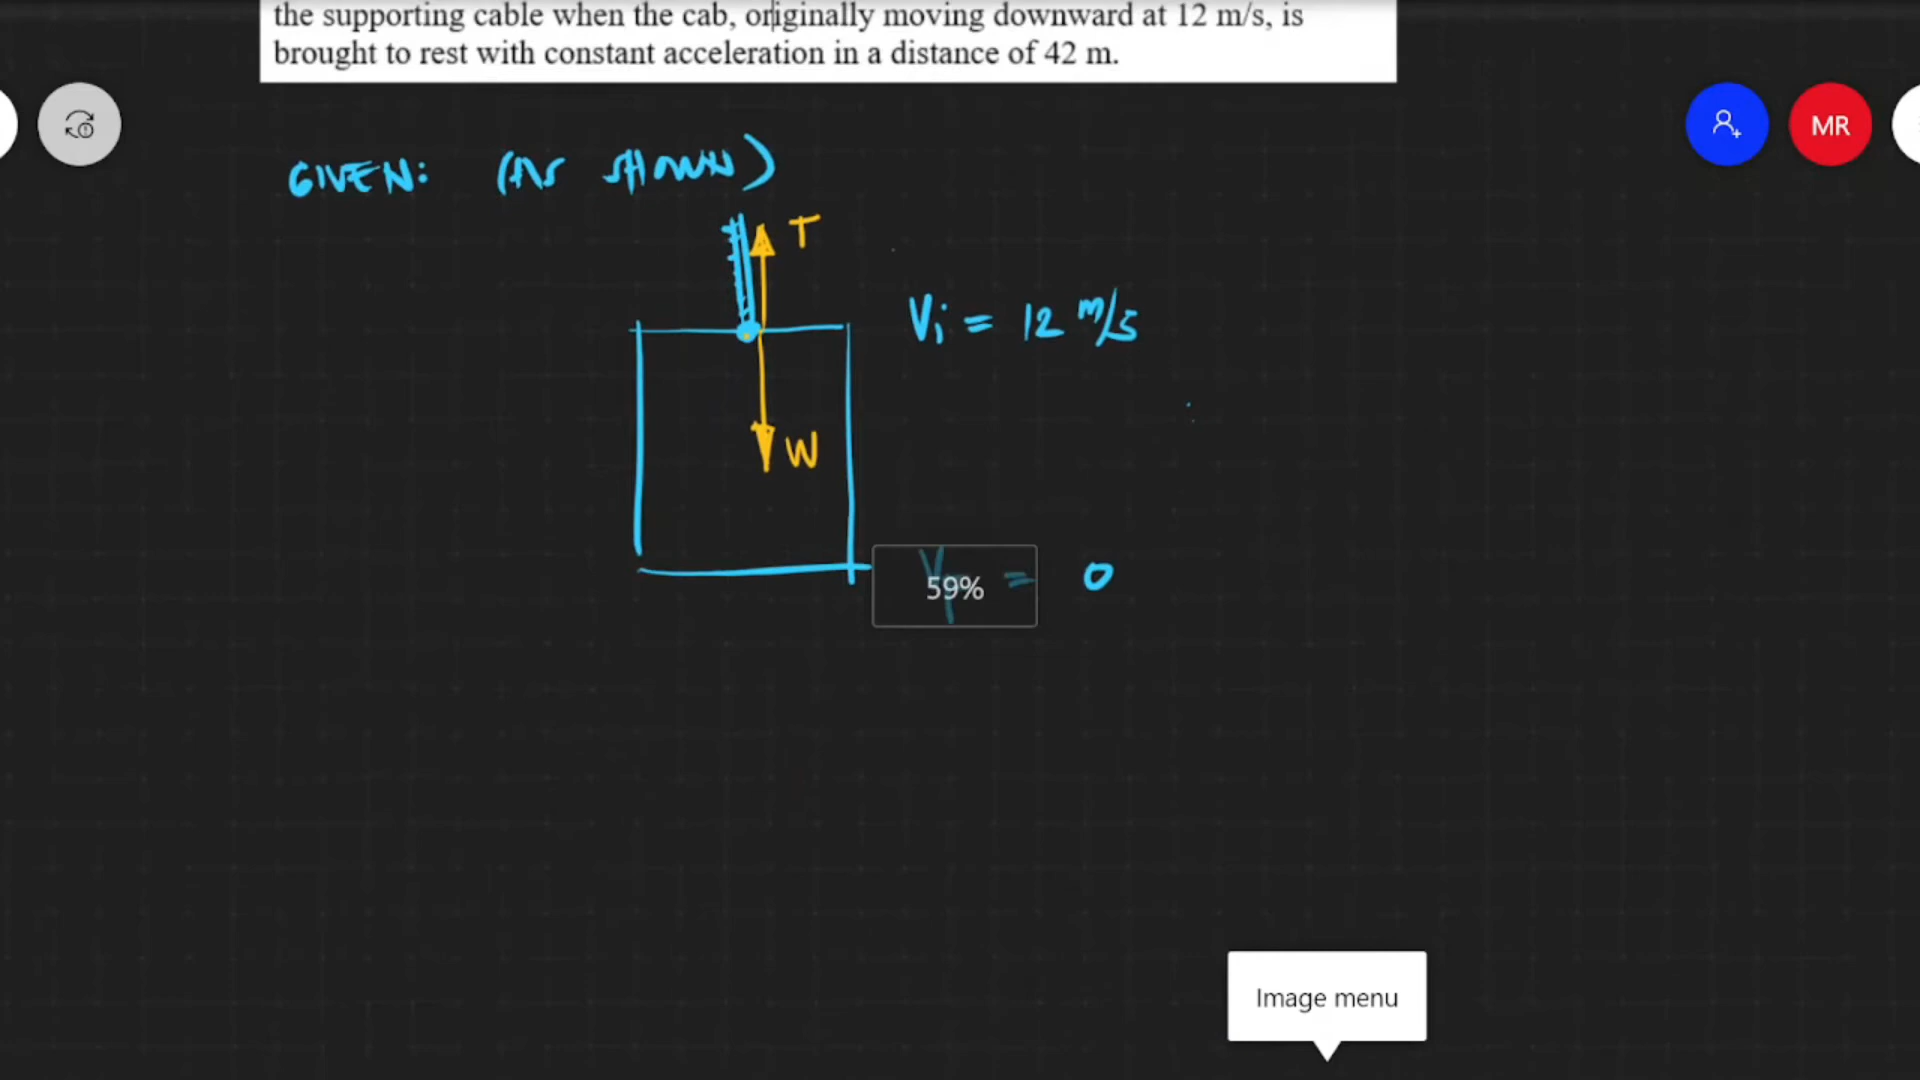 the supporting cable when the cab, originally moving downward at 12 m/s, is
brought to rest with constant acceleration in a distance of 42 m.
MR
GIVEN: (AS SHOWN)
T
Vi = 12 m/s
W
Vf = 0
59%
Image menu